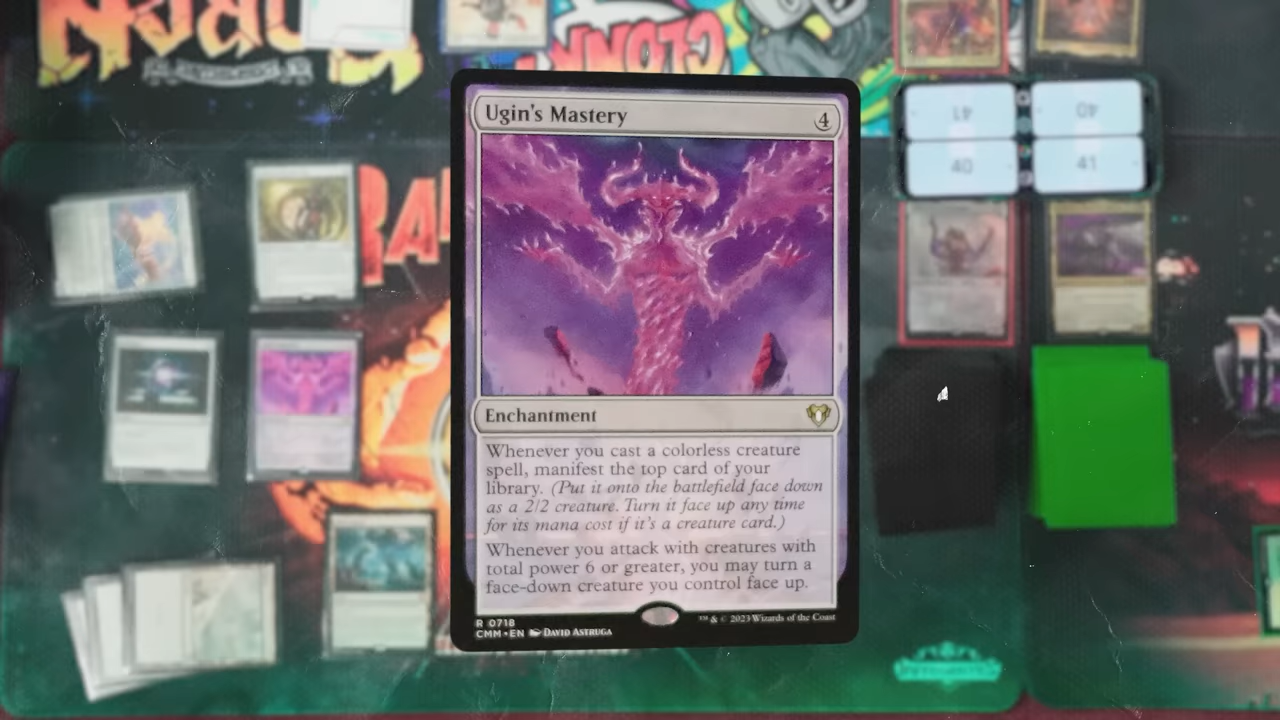 Ugin's Mastery
4
Enchantment
Whenever you cast a colorless creature
spell, manifest the top card of your
library. (Put it onto the battlefield face down
as a 2/2 creature. Turn it face up any time
for its mana cost if it's a creature card.)
Whenever you attack with creatures with
total power 6 or greater, you may turn a
face-down creature you control face up.
R 0718
CMM • EN DAVID ASTRUGA
™ & © 2023 Wizards of the Coast
41
40
40
41